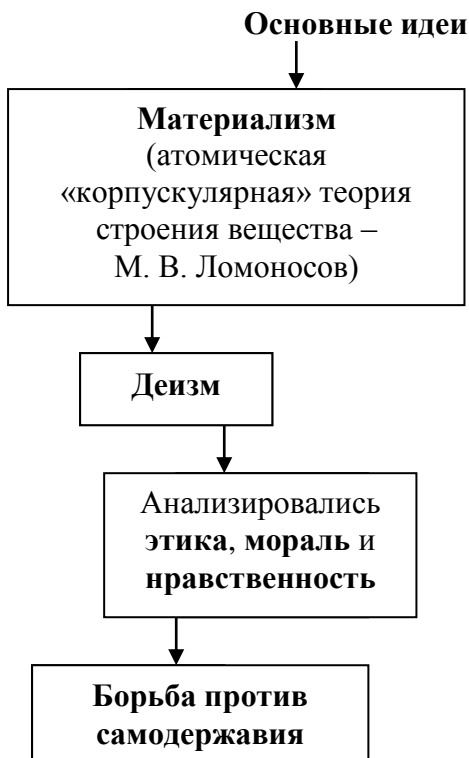 Основные идеи
Материализм
(атомическая
«корпускулярная» теория
строения вещества –
М. В. Ломоносов)
Деизм
Анализировались
этика, мораль и
нравственность
Борьба против
самодержавия